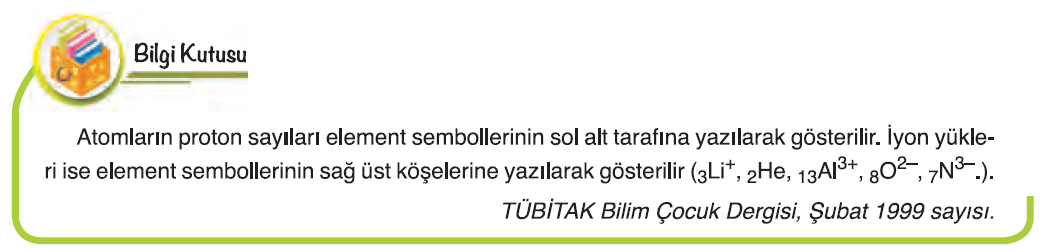 Bilgi Kutusu
Atomların proton sayıları element sembollerinin sol alt tarafına yazılarak gösterilir. İyon yükle-
ri ise element sembollerinin sağ üst köşelerine yazılarak gösterilir (₃Li⁺, ₂He, ₁₃Al³⁺, ₈O²⁻, ₇N³⁻.).
TÜBİTAK Bilim Çocuk Dergisi, Şubat 1999 sayısı.